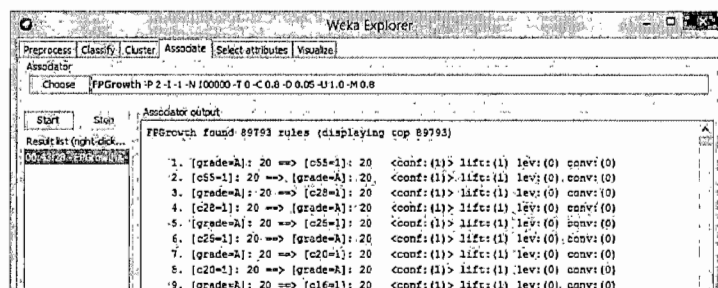 Weka Explorer
Preprocess Classify Cluster Associate Select attributes Visualize
Associator
Choose FPGrowth -P 2 -I -1 -N 100000 -T 0 -C 0.8 -D 0.05 -U 1.0 -M 0.8
Start Stop
Associator output
Result list (right-click...
00:43:28 - FPGrowth
FPGrowth found 89793 rules (displaying top 89793)
1. [grade=A]: 20 ==> [c55=1]: 20 <conf:(1)> lift:(1) lev:(0) conv:(0)
2. [c55=1]: 20 ==> [grade=A]: 20 <conf:(1)> lift:(1) lev:(0) conv:(0)
3. [grade=A]: 20 ==> [c28=1]: 20 <conf:(1)> lift:(1) lev:(0) conv:(0)
4. [c28=1]: 20 ==> [grade=A]: 20 <conf:(1)> lift:(1) lev:(0) conv:(0)
5. [grade=A]: 20 ==> [c25=1]: 20 <conf:(1)> lift:(1) lev:(0) conv:(0)
6. [c25=1]: 20 ==> [grade=A]: 20 <conf:(1)> lift:(1) lev:(0) conv:(0)
7. [grade=A]: 20 ==> [c20=1]: 20 <conf:(1)> lift:(1) lev:(0) conv:(0)
8. [c20=1]: 20 ==> [grade=A]: 20 <conf:(1)> lift:(1) lev:(0) conv:(0)
9. [grade=A]: 20 ==> [c16=1]: 20 <conf:(1)> lift:(1) lev:(0) conv:(0)